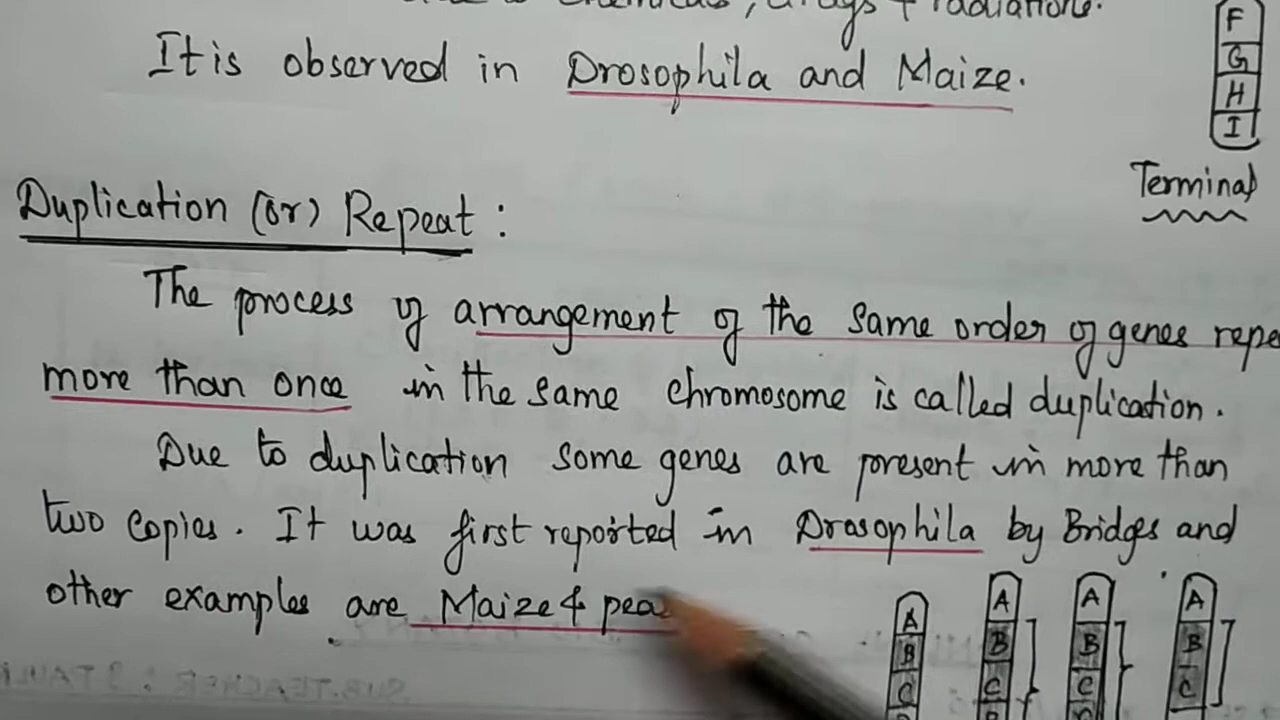 radiations.
It is observed in Drosophila and Maize.
F
G
H
I
Terminal
Duplication (or) Repeat :
The process of arrangement of the same order of genes repe
more than once in the same chromosome is called duplication.
Due to duplication some genes are present in more than
two copies. It was first reported in Drosophila by Bridges and
other examples are Maize & pea
A
B
C
A
B
C
A
B
C
A
B
C